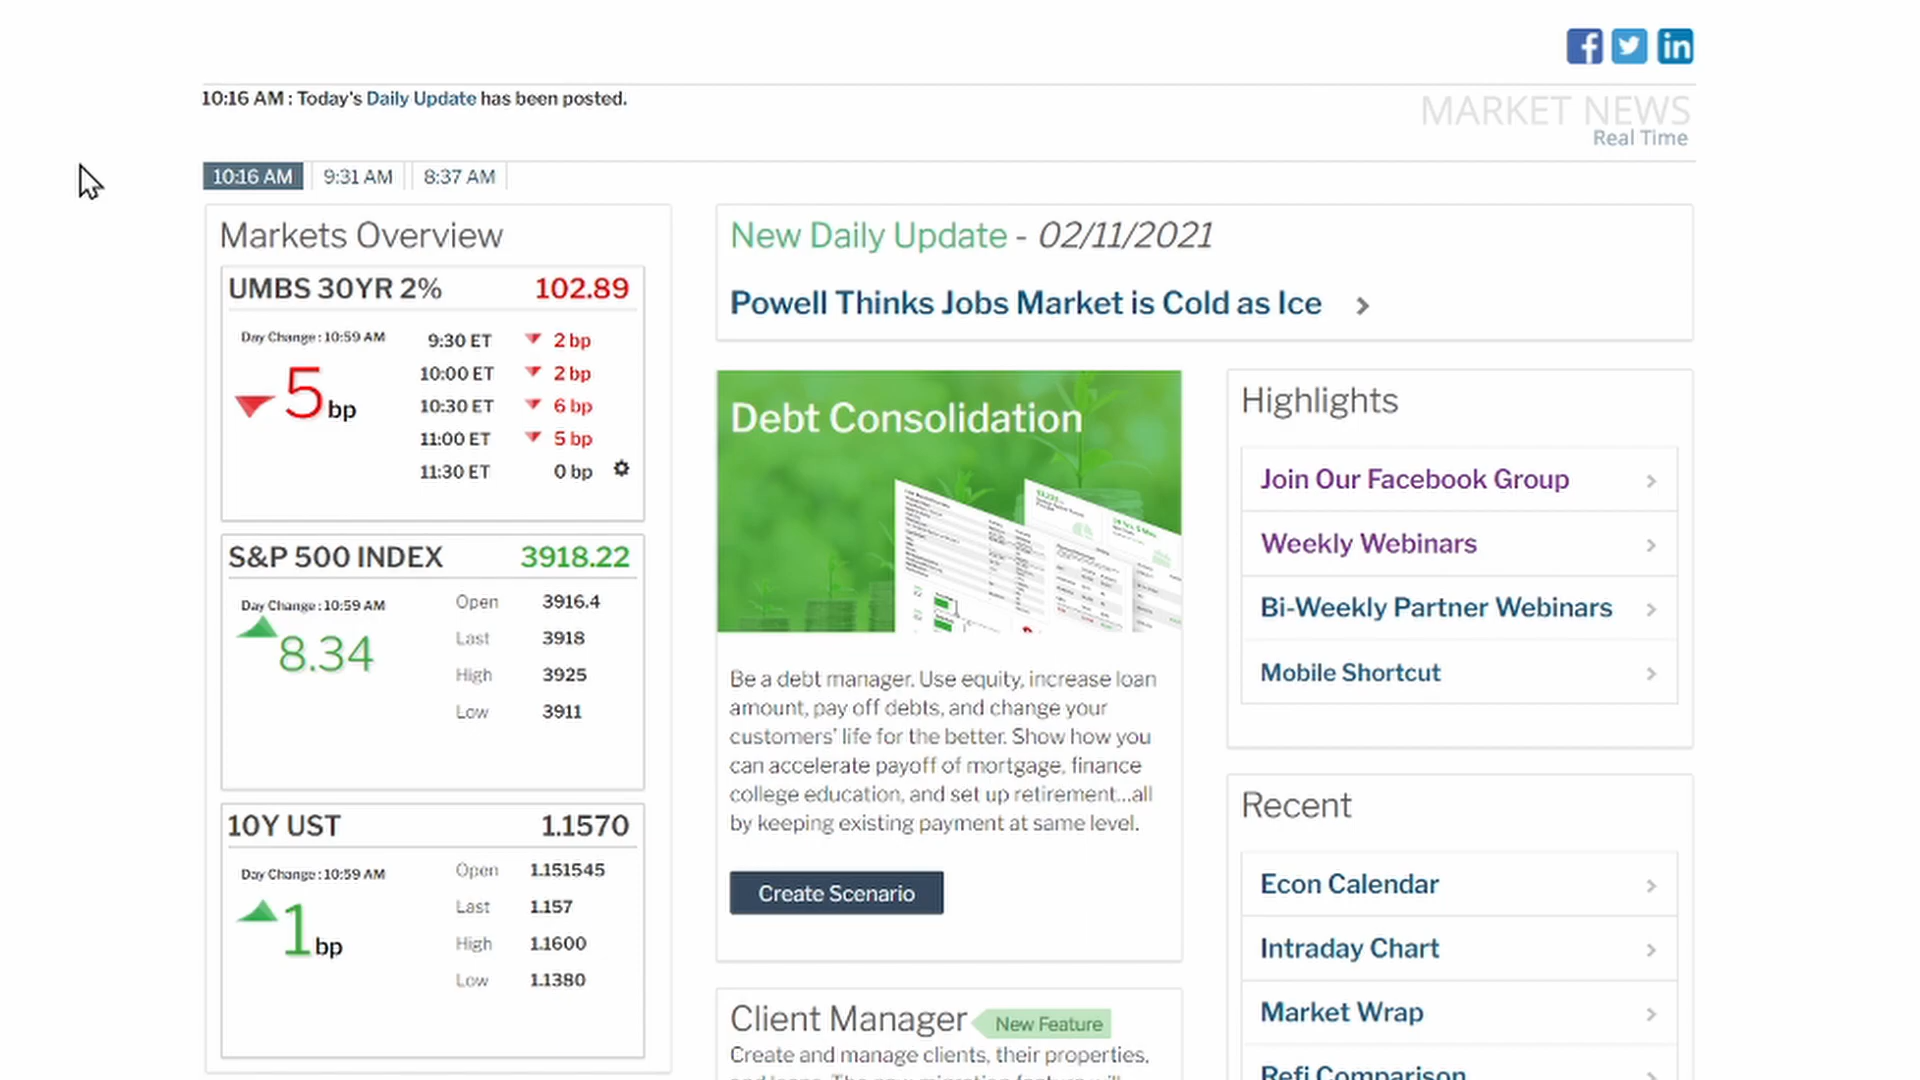 10:16 AM : Today's Daily Update has been posted.
MARKET NEWS
Real Time
10:16 AM 9:31 AM 8:37 AM
Markets Overview
UMBS 30YR 2% 102.89
Day Change : 10:59 AM
5 bp
9:30 ET 2 bp
10:00 ET 2 bp
10:30 ET 6 bp
11:00 ET 5 bp
11:30 ET 0 bp
S&P 500 INDEX 3918.22
Day Change : 10:59 AM
8.34
Open 3916.4
Last 3918
High 3925
Low 3911
10Y UST 1.1570
Day Change : 10:59 AM
1 bp
Open 1.151545
Last 1.157
High 1.1600
Low 1.1380
New Daily Update - 02/11/2021
Powell Thinks Jobs Market is Cold as Ice
Debt Consolidation
Be a debt manager. Use equity, increase loan
amount, pay off debts, and change your
customers' life for the better. Show how you
can accelerate payoff of mortgage, finance
college education, and set up retirement...all
by keeping existing payment at same level.
Create Scenario
Client Manager New Feature
Create and manage clients, their properties,
Highlights
Join Our Facebook Group
Weekly Webinars
Bi-Weekly Partner Webinars
Mobile Shortcut
Recent
Econ Calendar
Intraday Chart
Market Wrap
Refi Comparison